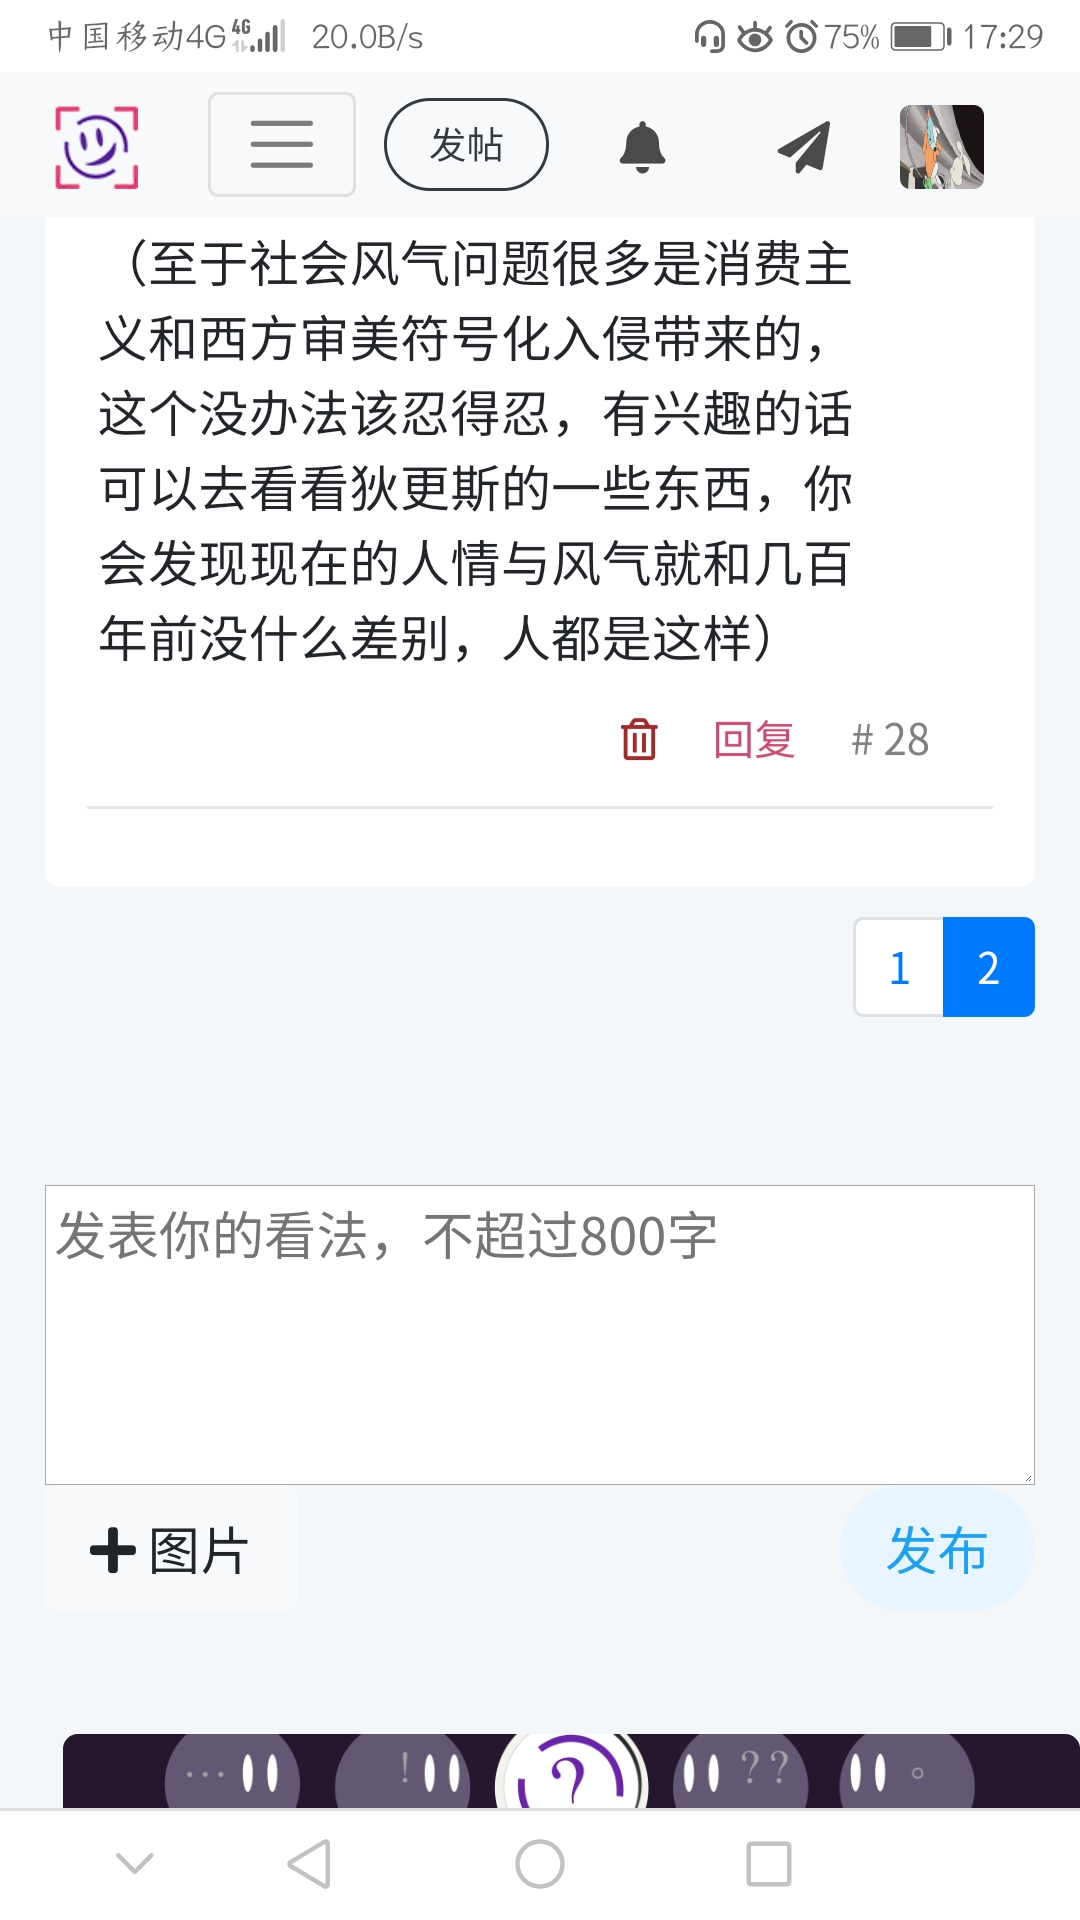 中国移动4G 4G 20.0B/s 75% 17:29
发帖
（至于社会风气问题很多是消费主
义和西方审美符号化入侵带来的，
这个没办法该忍得忍，有兴趣的话
可以去看看狄更斯的一些东西，你
会发现现在的人情与风气就和几百
年前没什么差别，人都是这样）
回复 # 28
1 2
发表你的看法，不超过800字
图片 发布
... ! ? ?? 。